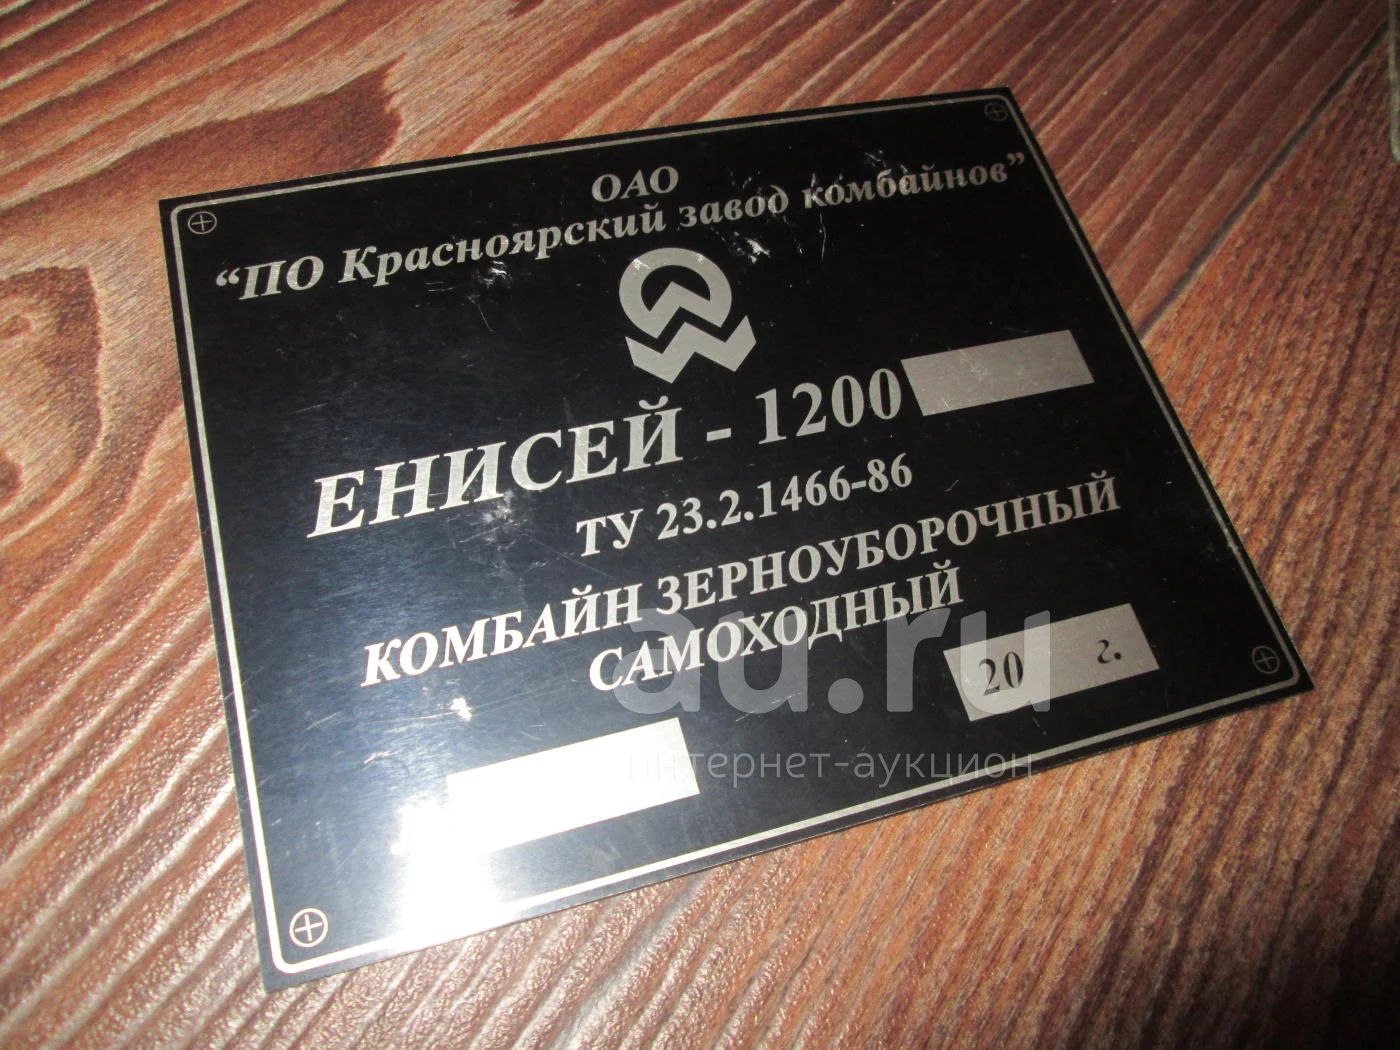 ОАО
“ПО Красноярский завод комбайнов”
ЕНИСЕЙ - 1200
ТУ 23.2.1466-86
КОМБАЙН ЗЕРНОУБОРОЧНЫЙ
САМОХОДНЫЙ
20 г.
au.ru
интернет-аукцион